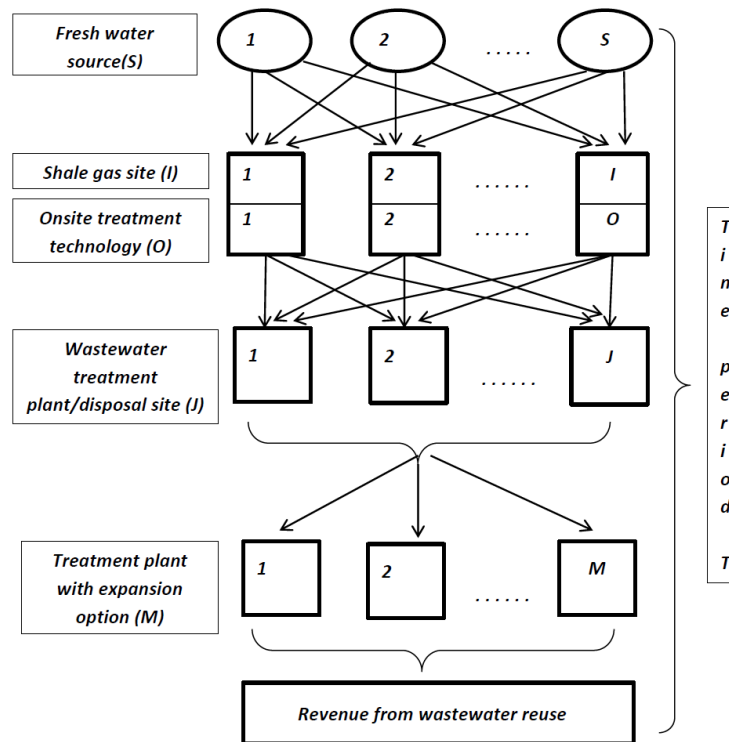 Fresh water
source(S)
1
2
.....
S
Shale gas site (I)
1
2
......
I
Onsite treatment
technology (O)
1
2
......
O
Wastewater
treatment
plant/disposal site (J)
1
2
......
J
Treatment plant
with expansion
option (M)
1
2
......
M
Revenue from wastewater reuse
T
i
m
e
p
e
r
i
o
d
T